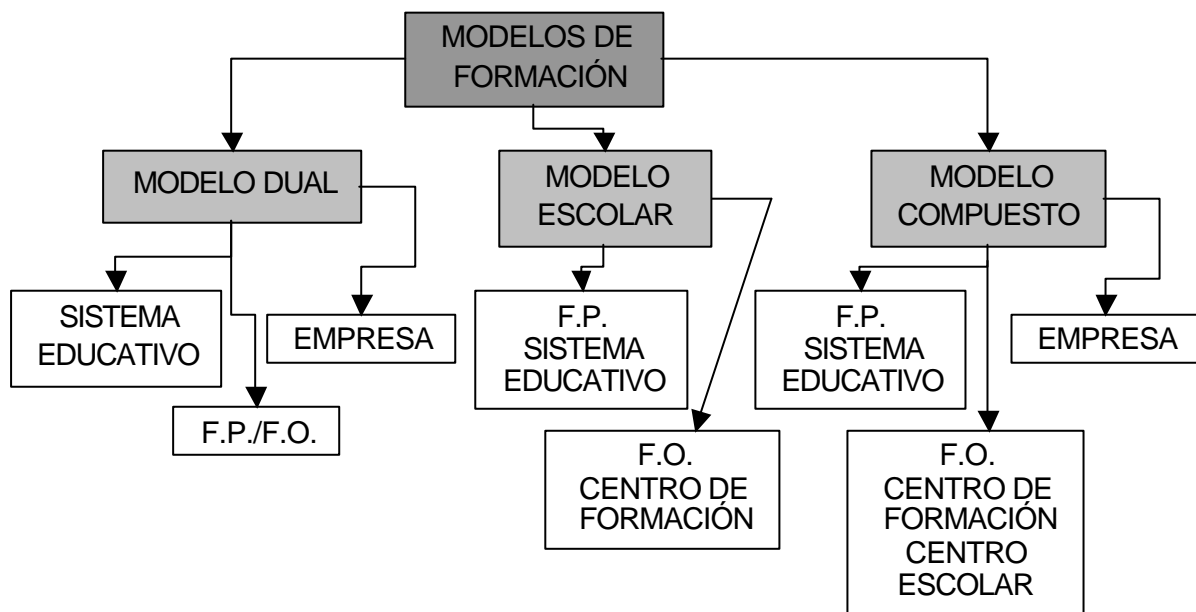 MODELOS DE
FORMACIÓN
MODELO DUAL
MODELO
ESCOLAR
MODELO
COMPUESTO
SISTEMA
EDUCATIVO
EMPRESA
F.P./F.O.
F.P.
SISTEMA
EDUCATIVO
F.O.
CENTRO DE
FORMACIÓN
F.P.
SISTEMA
EDUCATIVO
EMPRESA
F.O.
CENTRO DE
FORMACIÓN
CENTRO
ESCOLAR